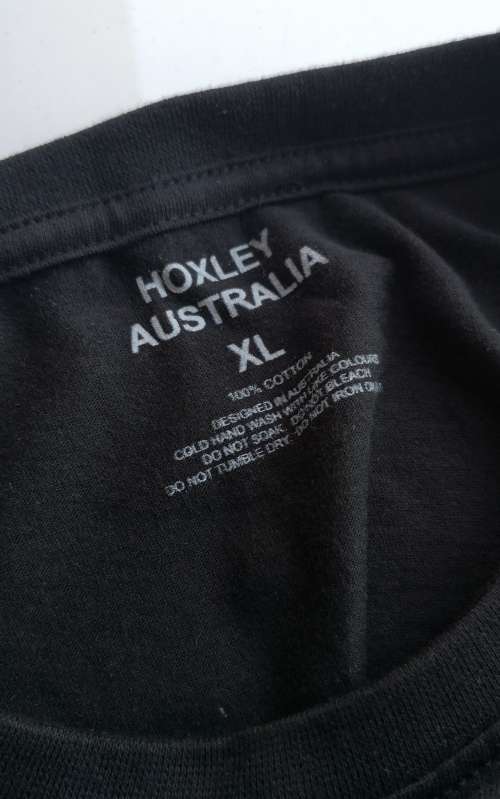 HOXLEY
AUSTRALIA
XL
100% COTTON
DESIGNED IN AUSTRALIA
COLD HAND WASH WITH LIKE COLOURS
DO NOT SOAK. DO NOT BLEACH
DO NOT TUMBLE DRY. DO NOT IRON